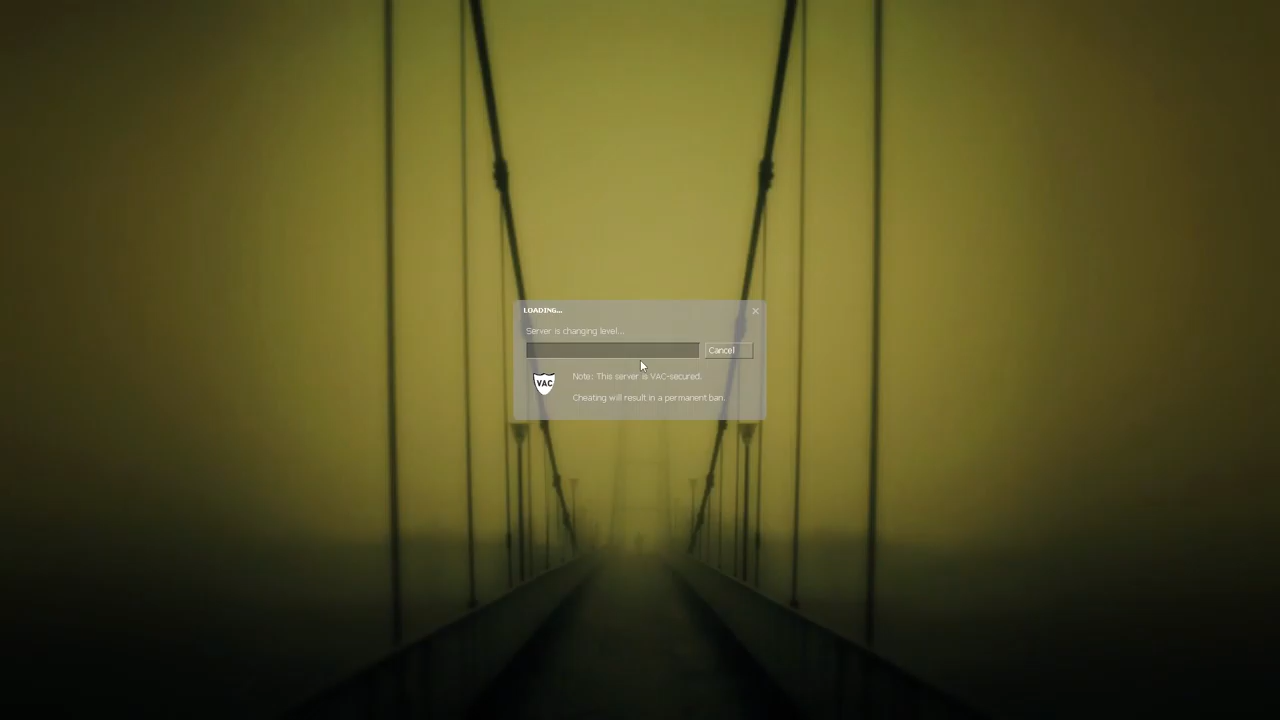 LOADING...
Server is changing level...
Cancel
Note: This server is VAC-secured.
VAC
Cheating will result in a permanent ban.